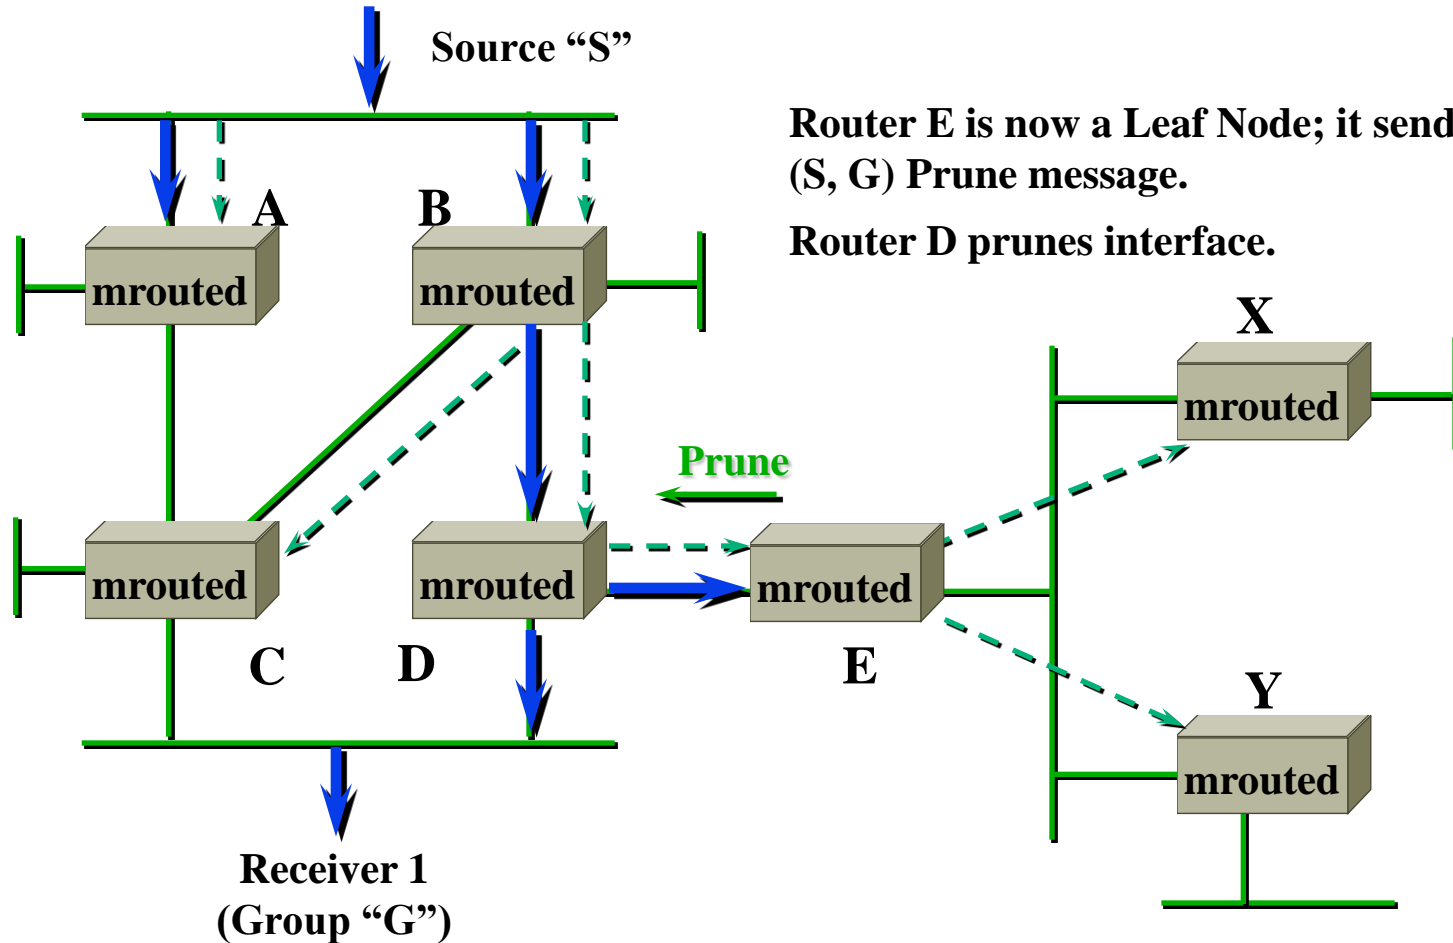 Source “S”
Router E is now a Leaf Node; it send
(S, G) Prune message.
Router D prunes interface.
A
B
mrouted
mrouted
X
mrouted
Prune
mrouted
mrouted
mrouted
C
D
E
Y
mrouted
Receiver 1
(Group “G”)